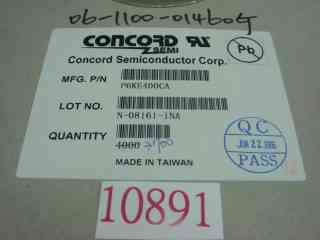 06-1100-01460G
CONCORD
SEMI
Pb
Concord Semiconductor Corp.
MFG. P/N
P6KE400CA
LOT NO.
N-08161-1NA
QUANTITY
4000
MADE IN TAIWAN
QC
PASS
10891